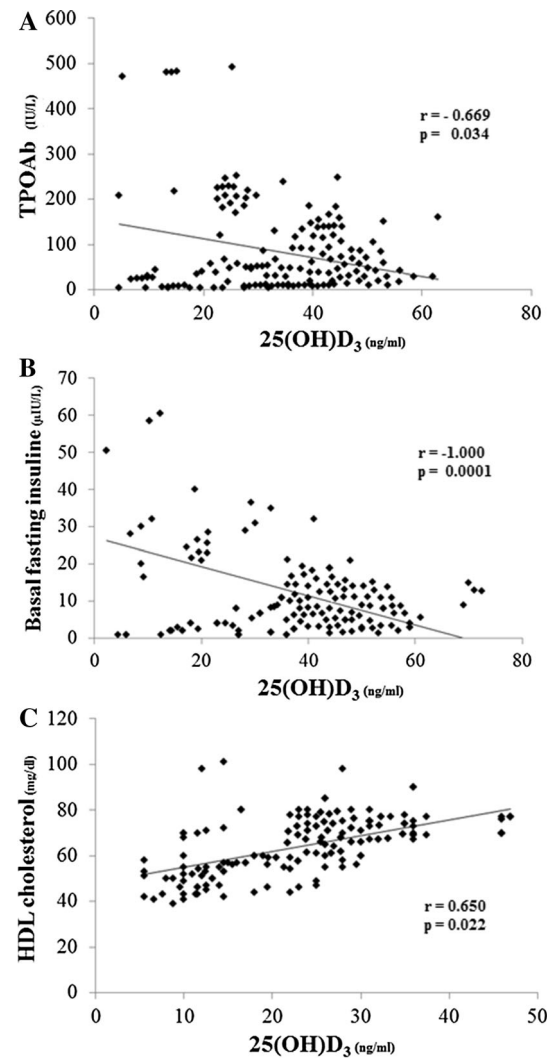 A
TPOAb (IU/L)
600
500
400
300
200
100
0
r = - 0.669
p = 0.034
0 20 40 60 80
25(OH)D3 (ng/ml)
B
Basal fasting insuline (µIU/L)
70
60
50
40
30
20
10
0
r = -1.000
p = 0.0001
0 20 40 60 80
25(OH)D3 (ng/ml)
C
HDL cholesterol (mg/dl)
120
100
80
60
40
20
0
r = 0.650
p = 0.022
0 10 20 30 40 50
25(OH)D3 (ng/ml)